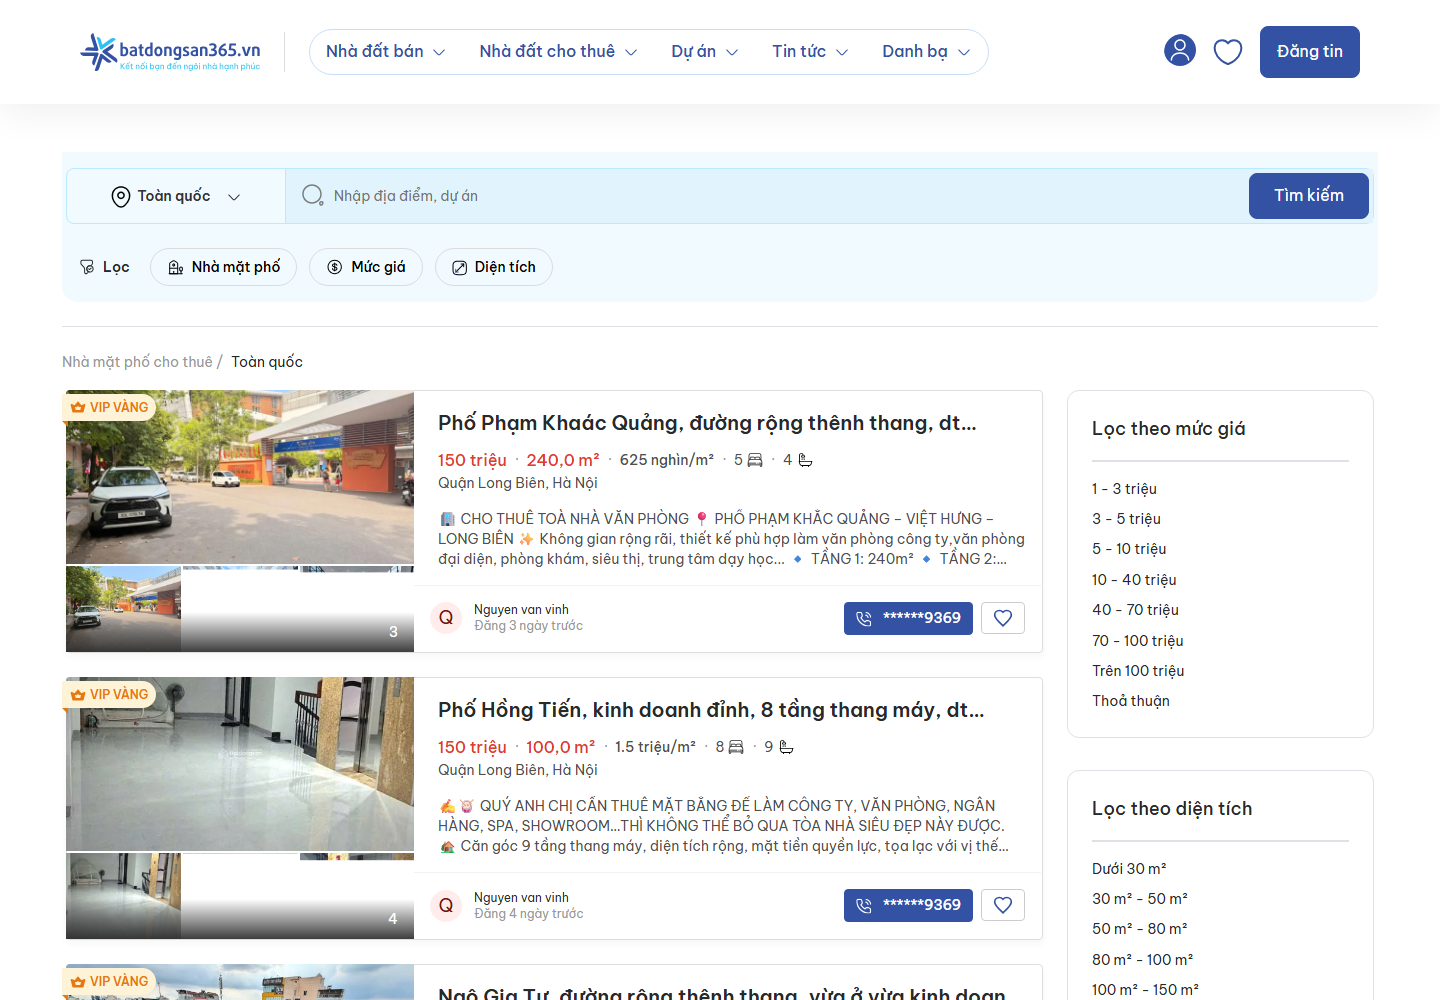 batdongsan365.vn
Kết nối bạn đến ngôi nhà hạnh phúc
Nhà đất bán
Nhà đất cho thuê
Dự án
Tin tức
Danh bạ
Đăng tin
Toàn quốc
Nhập địa điểm, dự án
Tìm kiếm
Lọc
Nhà mặt phố
Mức giá
Diện tích
Nhà mặt phố cho thuê / Toàn quốc
VIP VÀNG
3
Phố Phạm Khaác Quảng, đường rộng thênh thang, dt...
150 triệu · 240,0 m² · 625 nghìn/m² · 5 · 4
Quận Long Biên, Hà Nội
CHO THUÊ TOÀ NHÀ VĂN PHÒNG 📍 PHỐ PHẠM KHẮC QUẢNG – VIỆT HƯNG –
LONG BIÊN ✨ Không gian rộng rãi, thiết kế phù hợp làm văn phòng công ty,văn phòng
đại diện, phòng khám, siêu thị, trung tâm dạy học... 🔹 TẦNG 1: 240m² 🔹 TẦNG 2:...
Q
Nguyen van vinh
Đăng 3 ngày trước
******9369
VIP VÀNG
4
Phố Hồng Tiến, kinh doanh đỉnh, 8 tầng thang máy, dt...
150 triệu · 100,0 m² · 1.5 triệu/m² · 8 · 9
Quận Long Biên, Hà Nội
QUÝ ANH CHỊ CẦN THUÊ MẶT BẰNG ĐỂ LÀM CÔNG TY, VĂN PHÒNG, NGÂN
HÀNG, SPA, SHOWROOM...THÌ KHÔNG THỂ BỎ QUA TÒA NHÀ SIÊU ĐẸP NÀY ĐƯỢC.
Căn góc 9 tầng thang máy, diện tích rộng, mặt tiền quyền lực, tọa lạc với vị thế...
Q
Nguyen van vinh
Đăng 4 ngày trước
******9369
VIP VÀNG
Ngô Gia Tự, đường rộng thênh thang, vừa ở vừa kinh doan
Lọc theo mức giá
1 - 3 triệu
3 - 5 triệu
5 - 10 triệu
10 - 40 triệu
40 - 70 triệu
70 - 100 triệu
Trên 100 triệu
Thoả thuận
Lọc theo diện tích
Dưới 30 m²
30 m² - 50 m²
50 m² - 80 m²
80 m² - 100 m²
100 m² - 150 m²